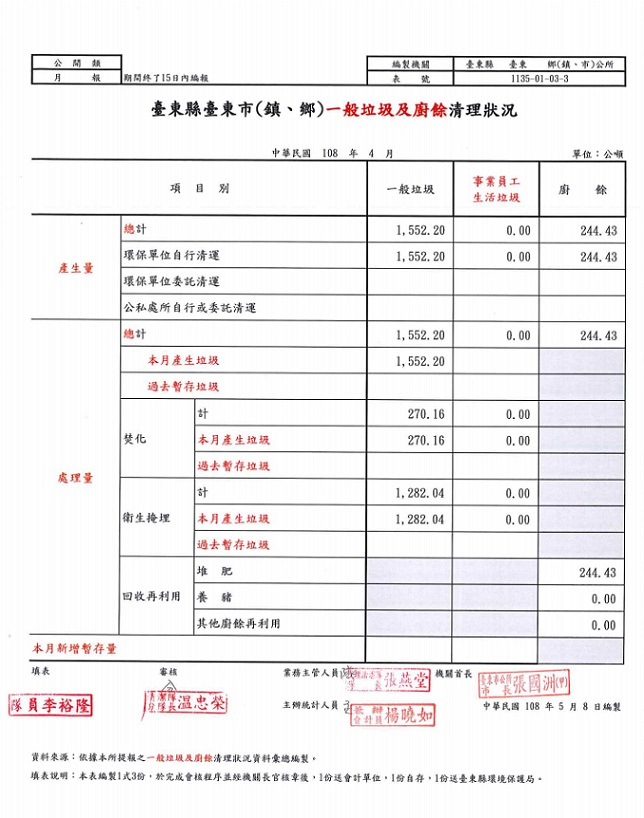 公開類
月報
期間終了15日內編報
編製機關
臺東縣 臺東 鄉(鎮、市)公所
表號
1135-01-03-3
臺東縣臺東市(鎮、鄉)一般垃圾及廚餘清理狀況
中華民國 108 年 4 月
單位：公噸
項目別 一般垃圾 事業員工生活垃圾 廚餘
產生量
總計 1,552.20 0.00 244.43
環保單位自行清運 1,552.20 0.00 244.43
環保單位委託清運
公私處所自行或委託清運
處理量
總計 1,552.20 0.00 244.43
本月產生垃圾 1,552.20
過去暫存垃圾
焚化
計 270.16 0.00
本月產生垃圾 270.16 0.00
過去暫存垃圾
衛生掩埋
計 1,282.04 0.00
本月產生垃圾 1,282.04 0.00
過去暫存垃圾
回收再利用
堆肥 244.43
養豬 0.00
其他廚餘再利用 0.00
本月新增暫存量
填表 審核 業務主管人員 機關首長
隊員李裕隆
隊長溫忠榮
張燕堂
市長張國洲
主辦統計人員
會計員楊曉如
中華民國 108 年 5 月 8 日編製
資料來源：依據本所提報之一般垃圾及廚餘清理狀況資料彙總編製。
填表說明：本表編製1式3份，於完成會核程序並經機關長官核章後，1份送會計單位，1份自存，1份送臺東縣環境保護局。